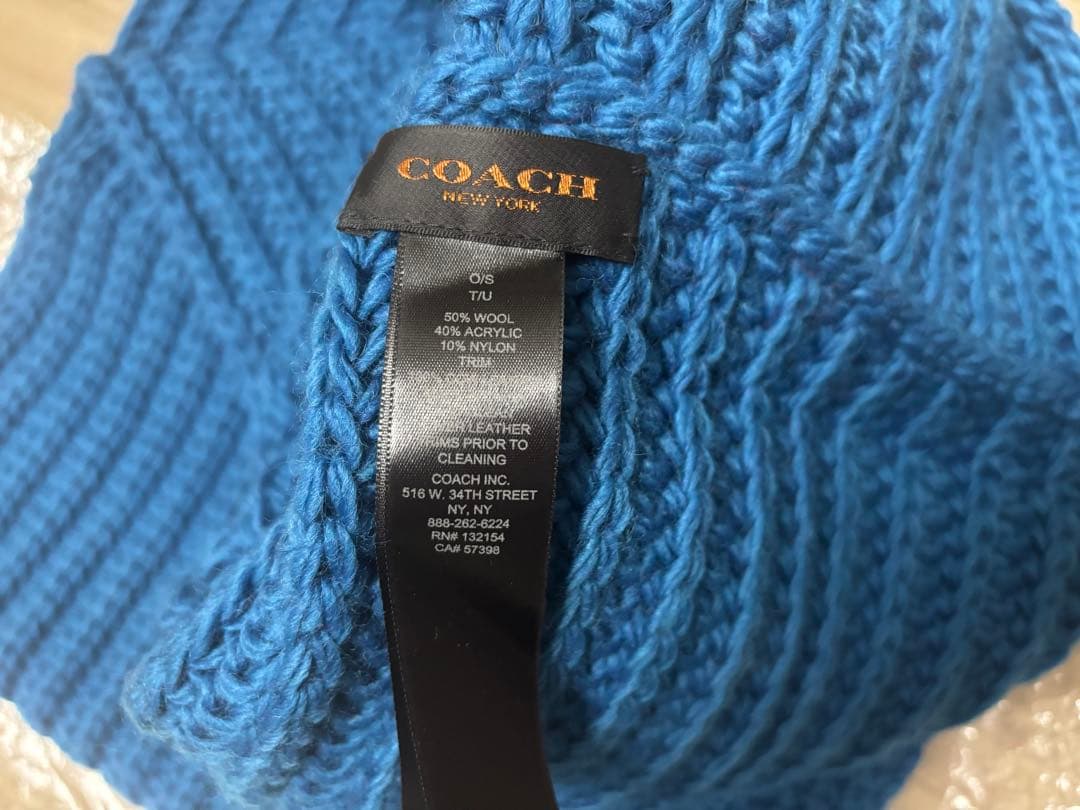 COACH
NEW YORK
O/S
T/U
50% WOOL
40% ACRYLIC
10% NYLON
TRIM
LEATHER
PRIOR TO
CLEANING
COACH INC.
516 W. 34TH STREET
NY, NY
888-262-6224
RN# 132154
CA# 57398